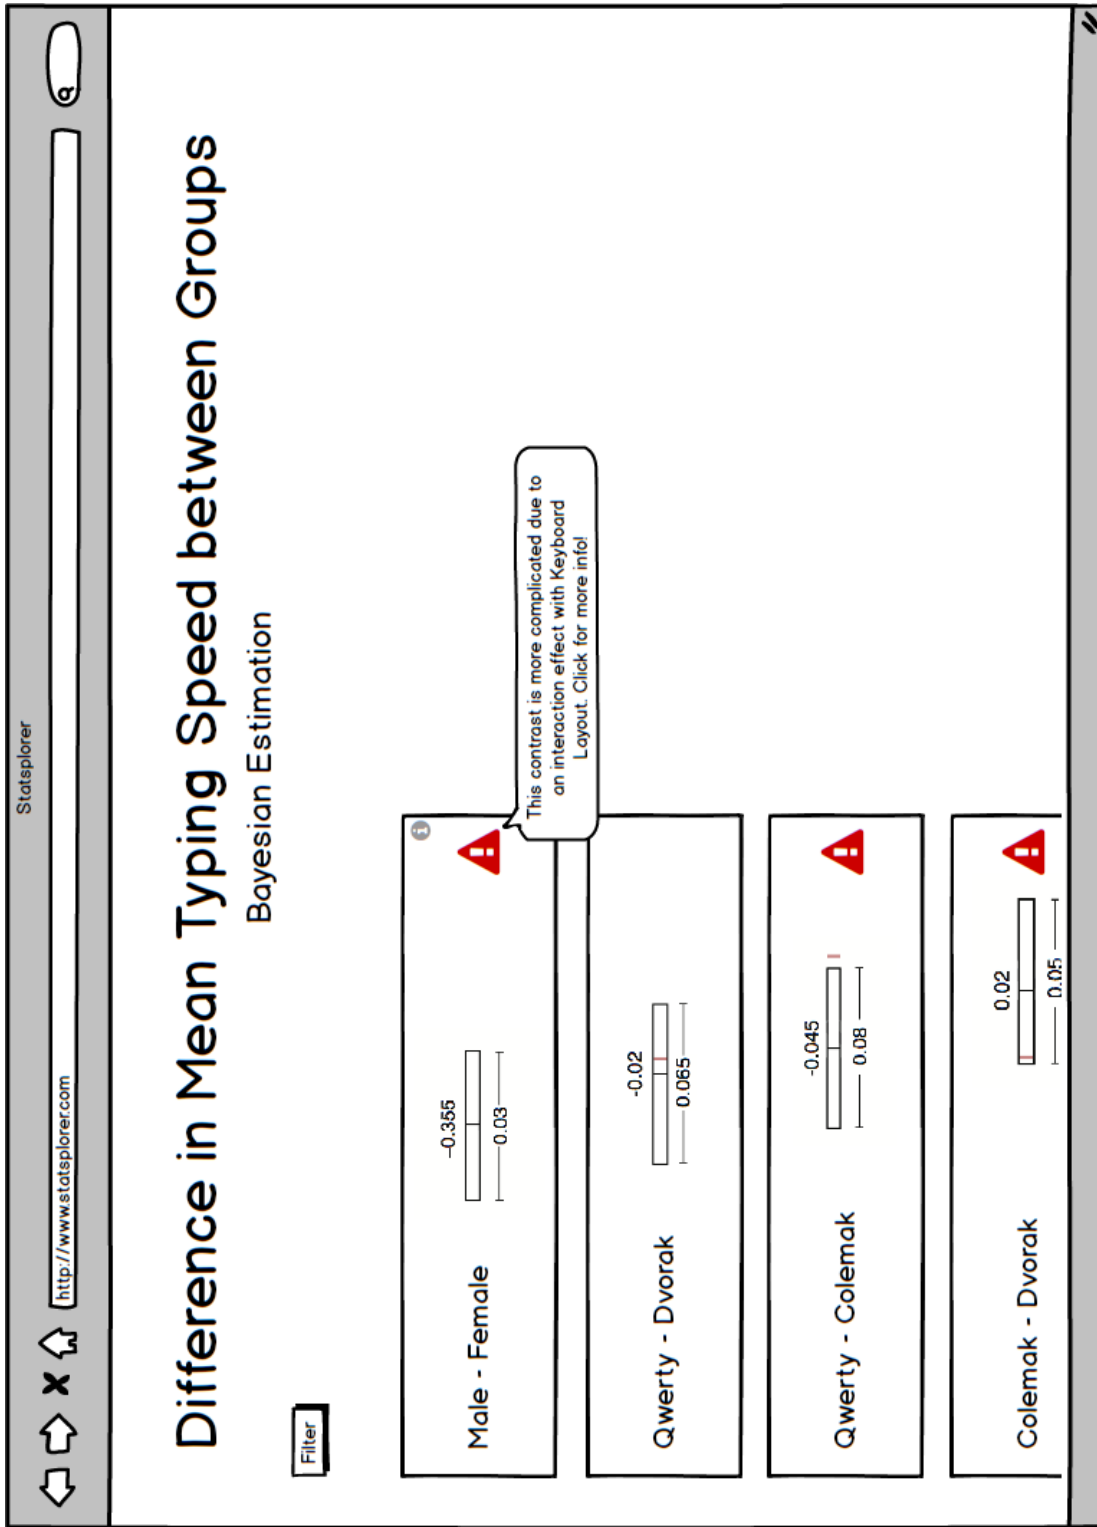 Statsplorer
http://www.statsplorer.com
Difference in Mean Typing Speed between Groups
Bayesian Estimation
Filter
Male - Female
-0.355
0.03
This contrast is more complicated due to
an interaction effect with Keyboard
Layout. Click for more info!
Qwerty - Dvorak
-0.02
0.065
Qwerty - Colemak
-0.045
0.08
Colemak - Dvorak
0.02
0.05